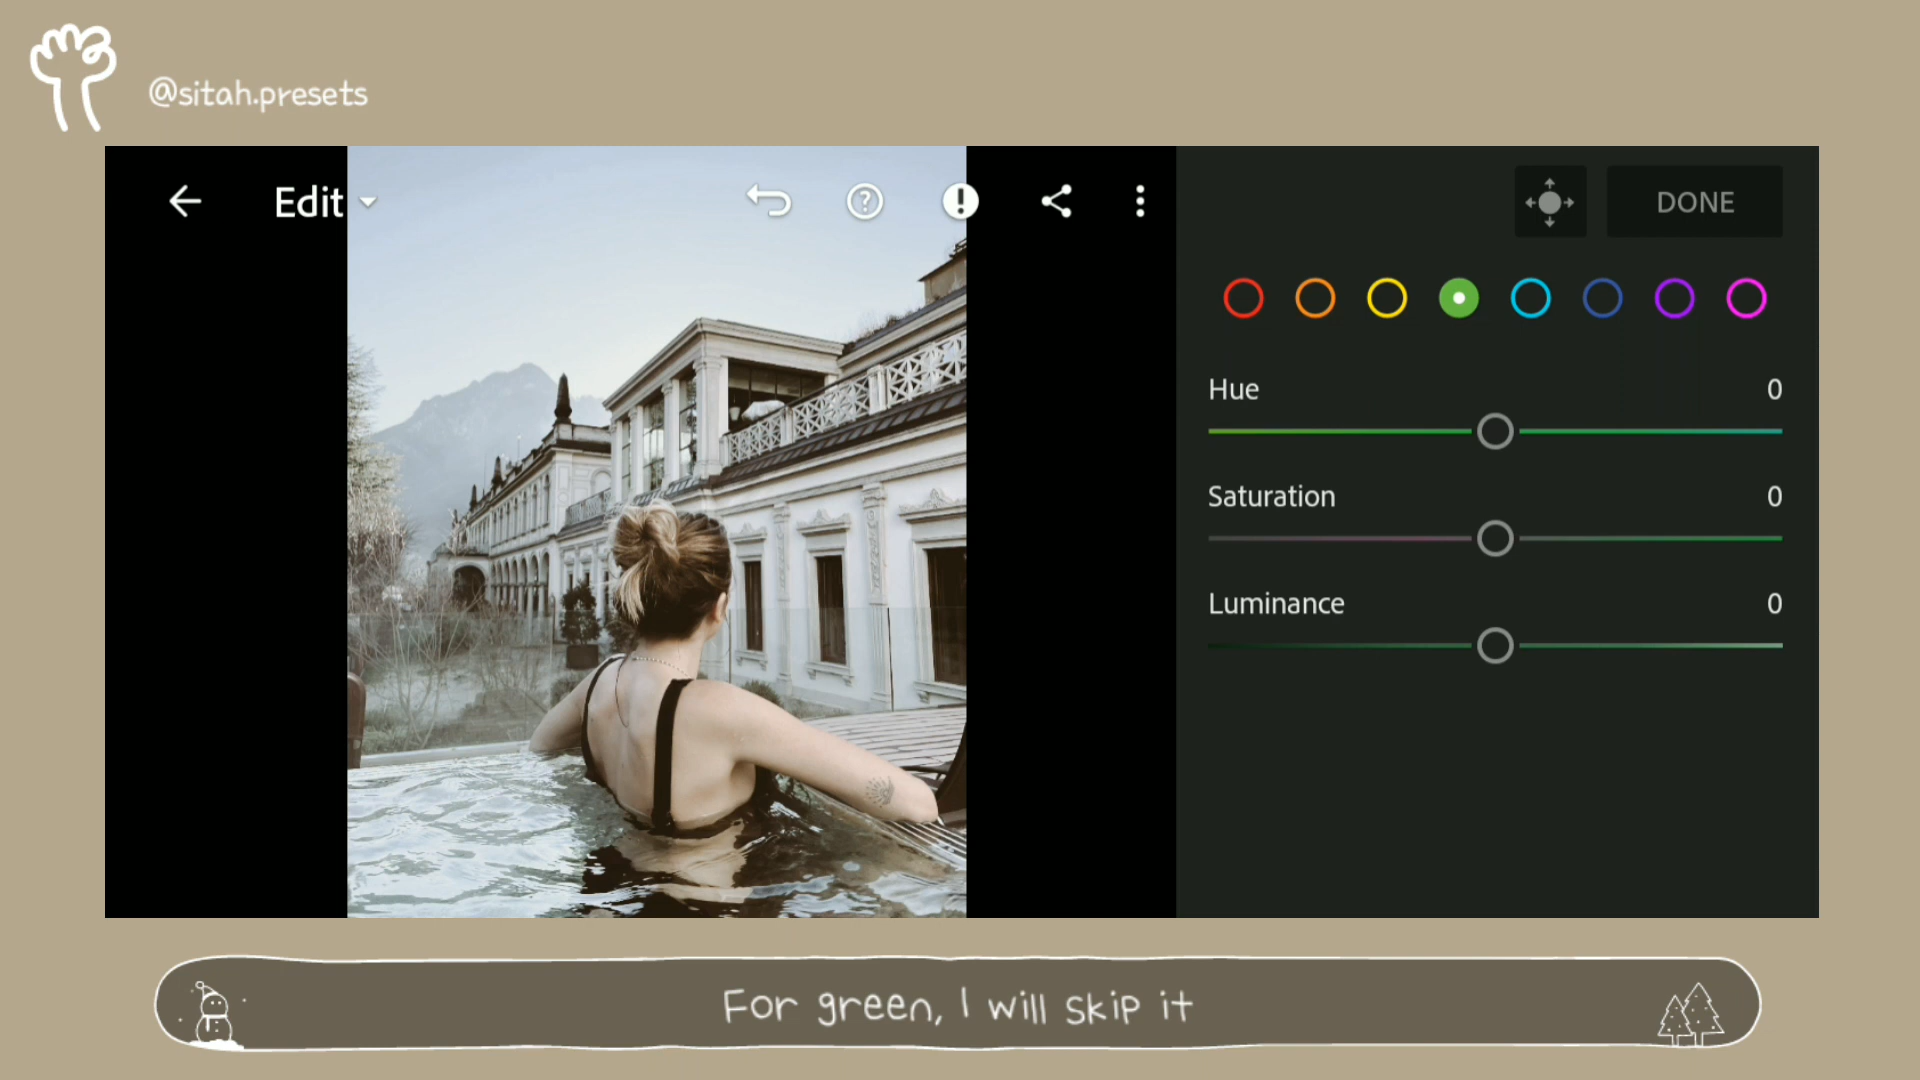 @sitah.presets
Edit
DONE
Hue 0
Saturation 0
Luminance 0
For green, I will skip it